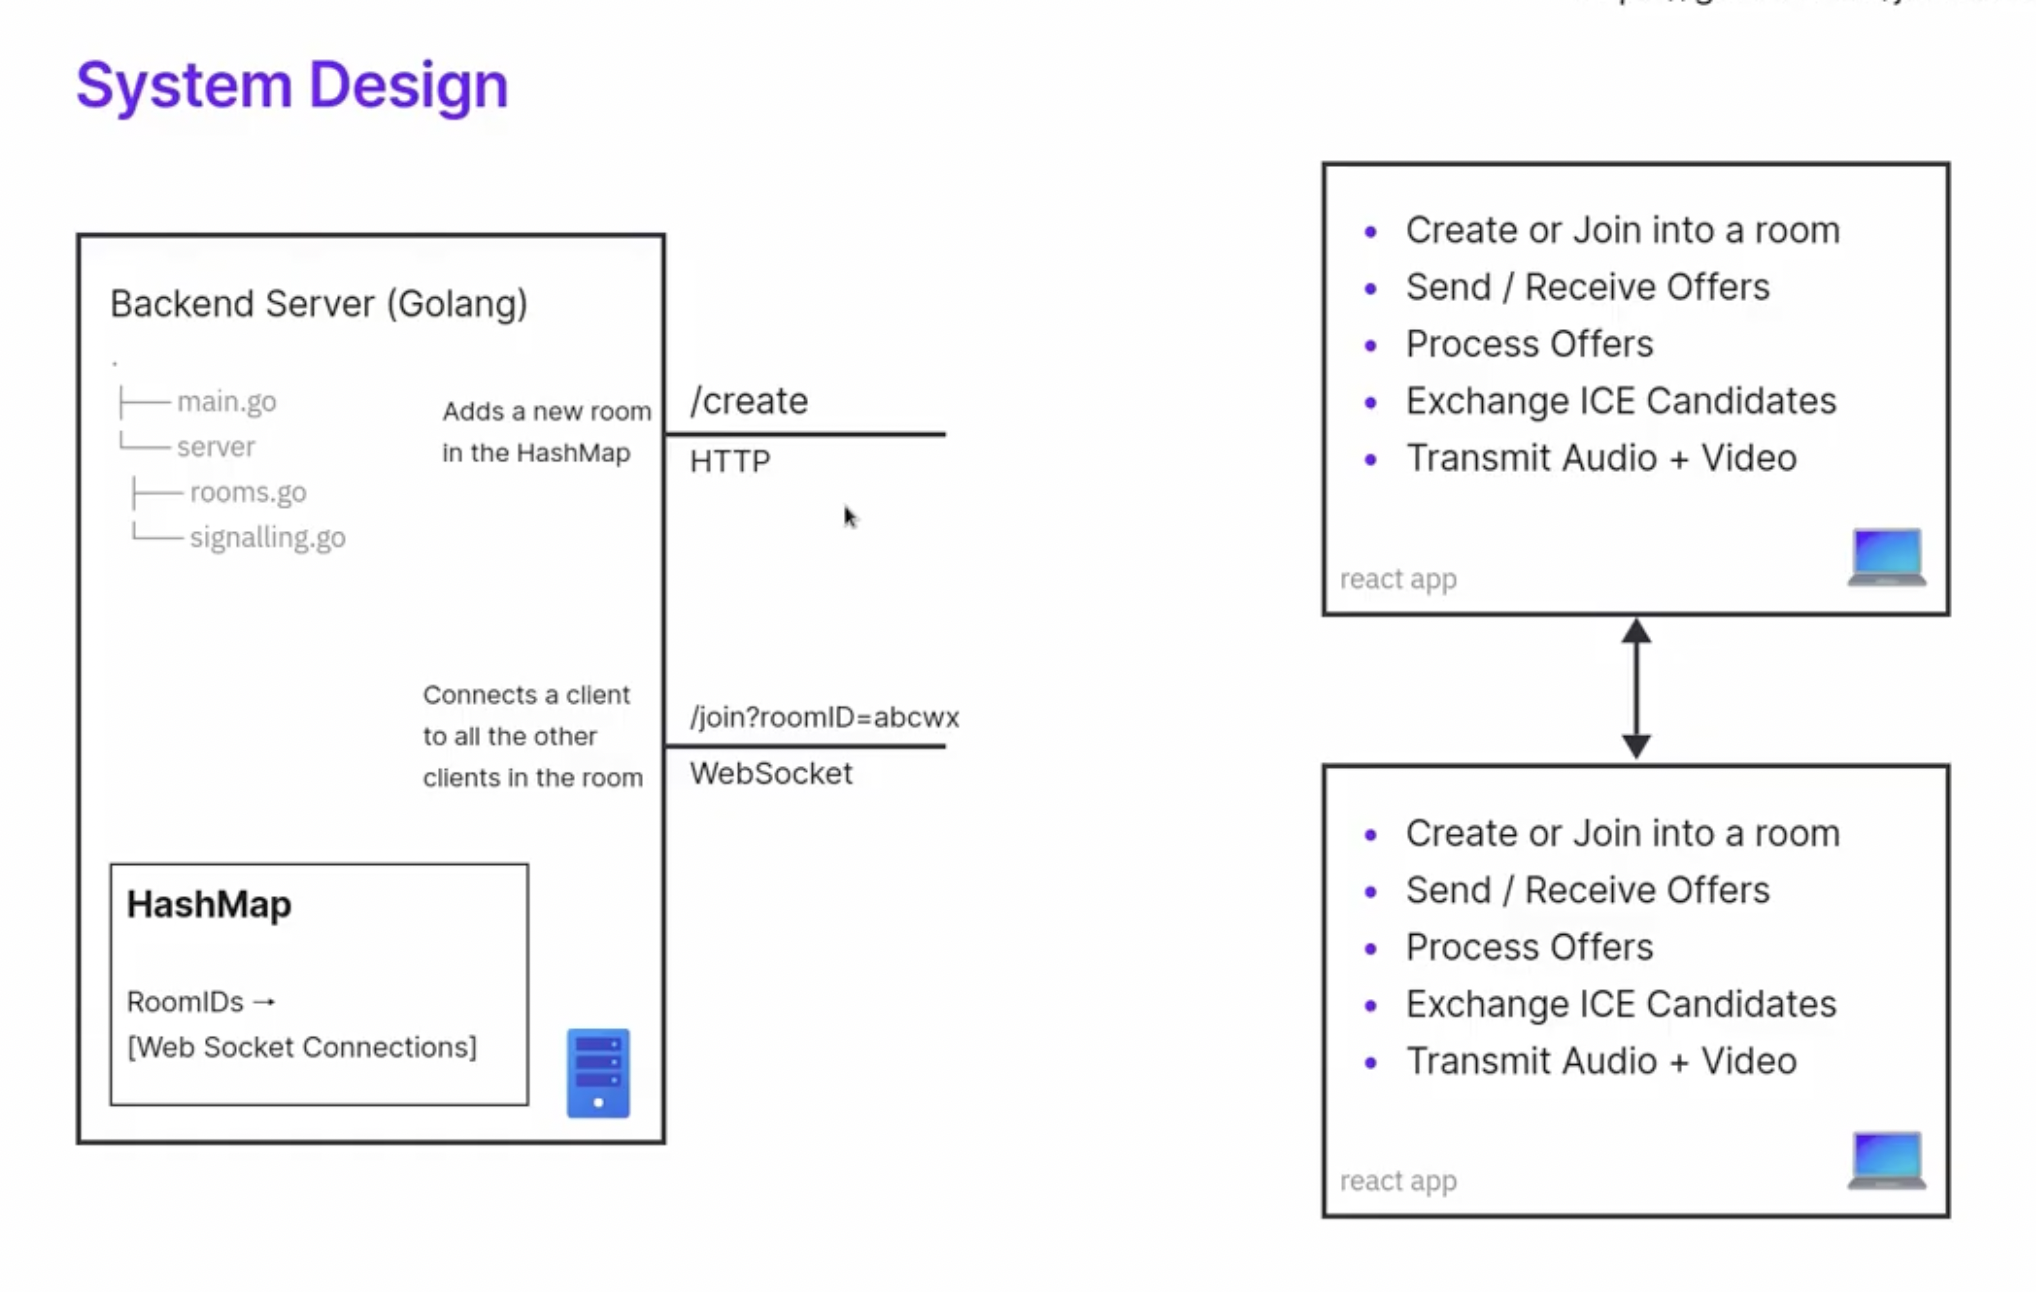 System Design
Backend Server (Golang)
.
├── main.go
└── server
├── rooms.go
└── signalling.go
Adds a new room
in the HashMap
/create
HTTP
Connects a client
to all the other
clients in the room
/join?roomID=abcwx
WebSocket
HashMap
RoomIDs →
[Web Socket Connections]
• Create or Join into a room
• Send / Receive Offers
• Process Offers
• Exchange ICE Candidates
• Transmit Audio + Video
react app
• Create or Join into a room
• Send / Receive Offers
• Process Offers
• Exchange ICE Candidates
• Transmit Audio + Video
react app